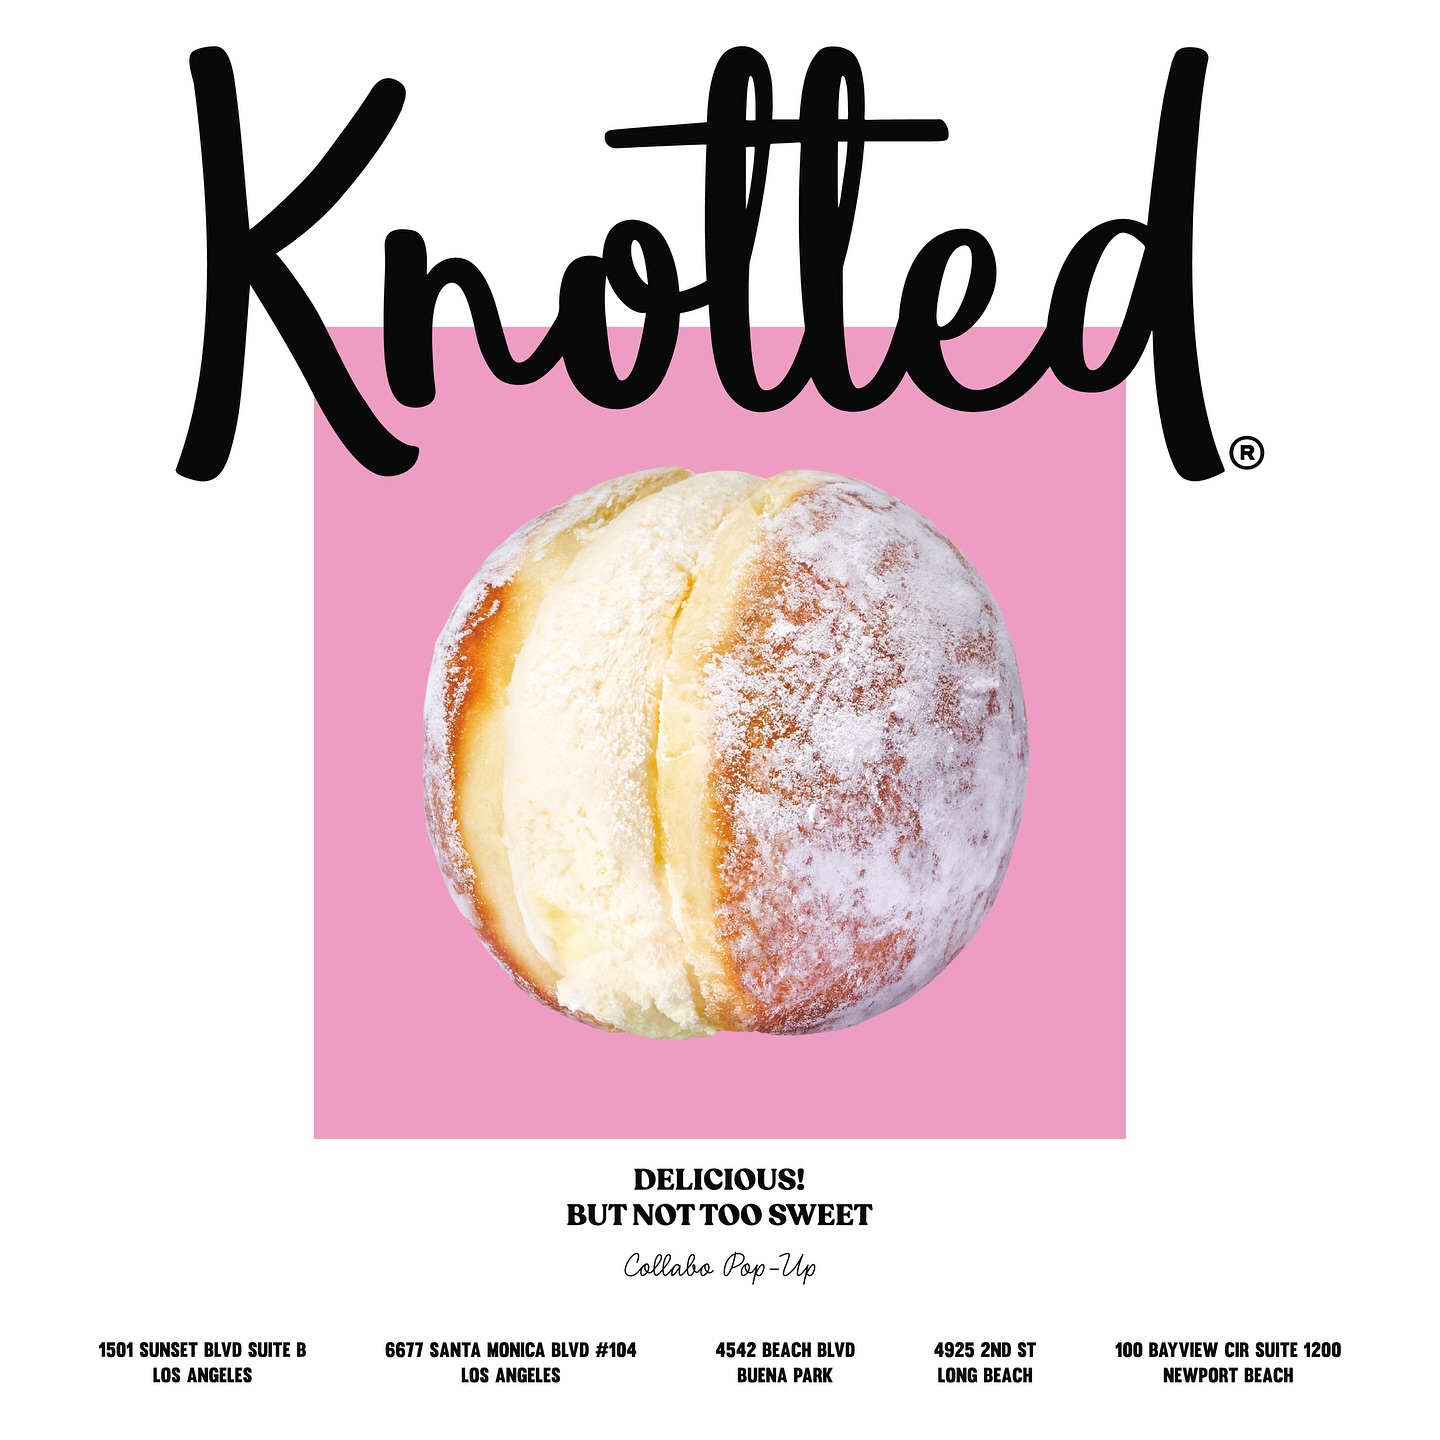 Knotted®
DELICIOUS!
BUT NOT TOO SWEET
Collabo Pop-Up
1501 SUNSET BLVD SUITE B
LOS ANGELES
6677 SANTA MONICA BLVD #104
LOS ANGELES
4542 BEACH BLVD
BUENA PARK
4925 2ND ST
LONG BEACH
100 BAYVIEW CIR SUITE 1200
NEWPORT BEACH